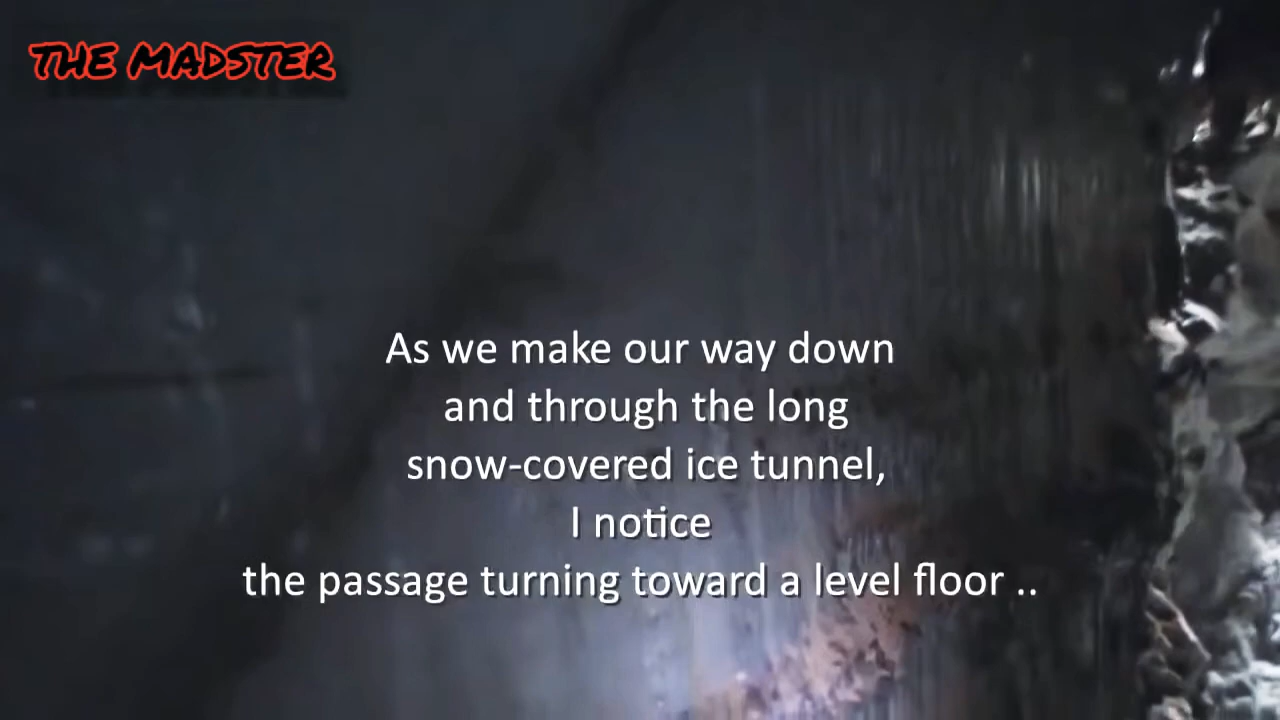 THE MADSTER
As we make our way down
and through the long
snow-covered ice tunnel,
I notice
the passage turning toward a level floor ..